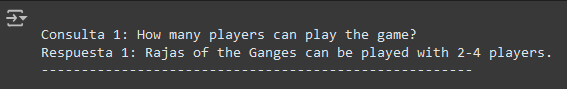 Consulta 1: How many players can play the game?
Respuesta 1: Rajas of the Ganges can be played with 2-4 players.
------------------------------------------------------